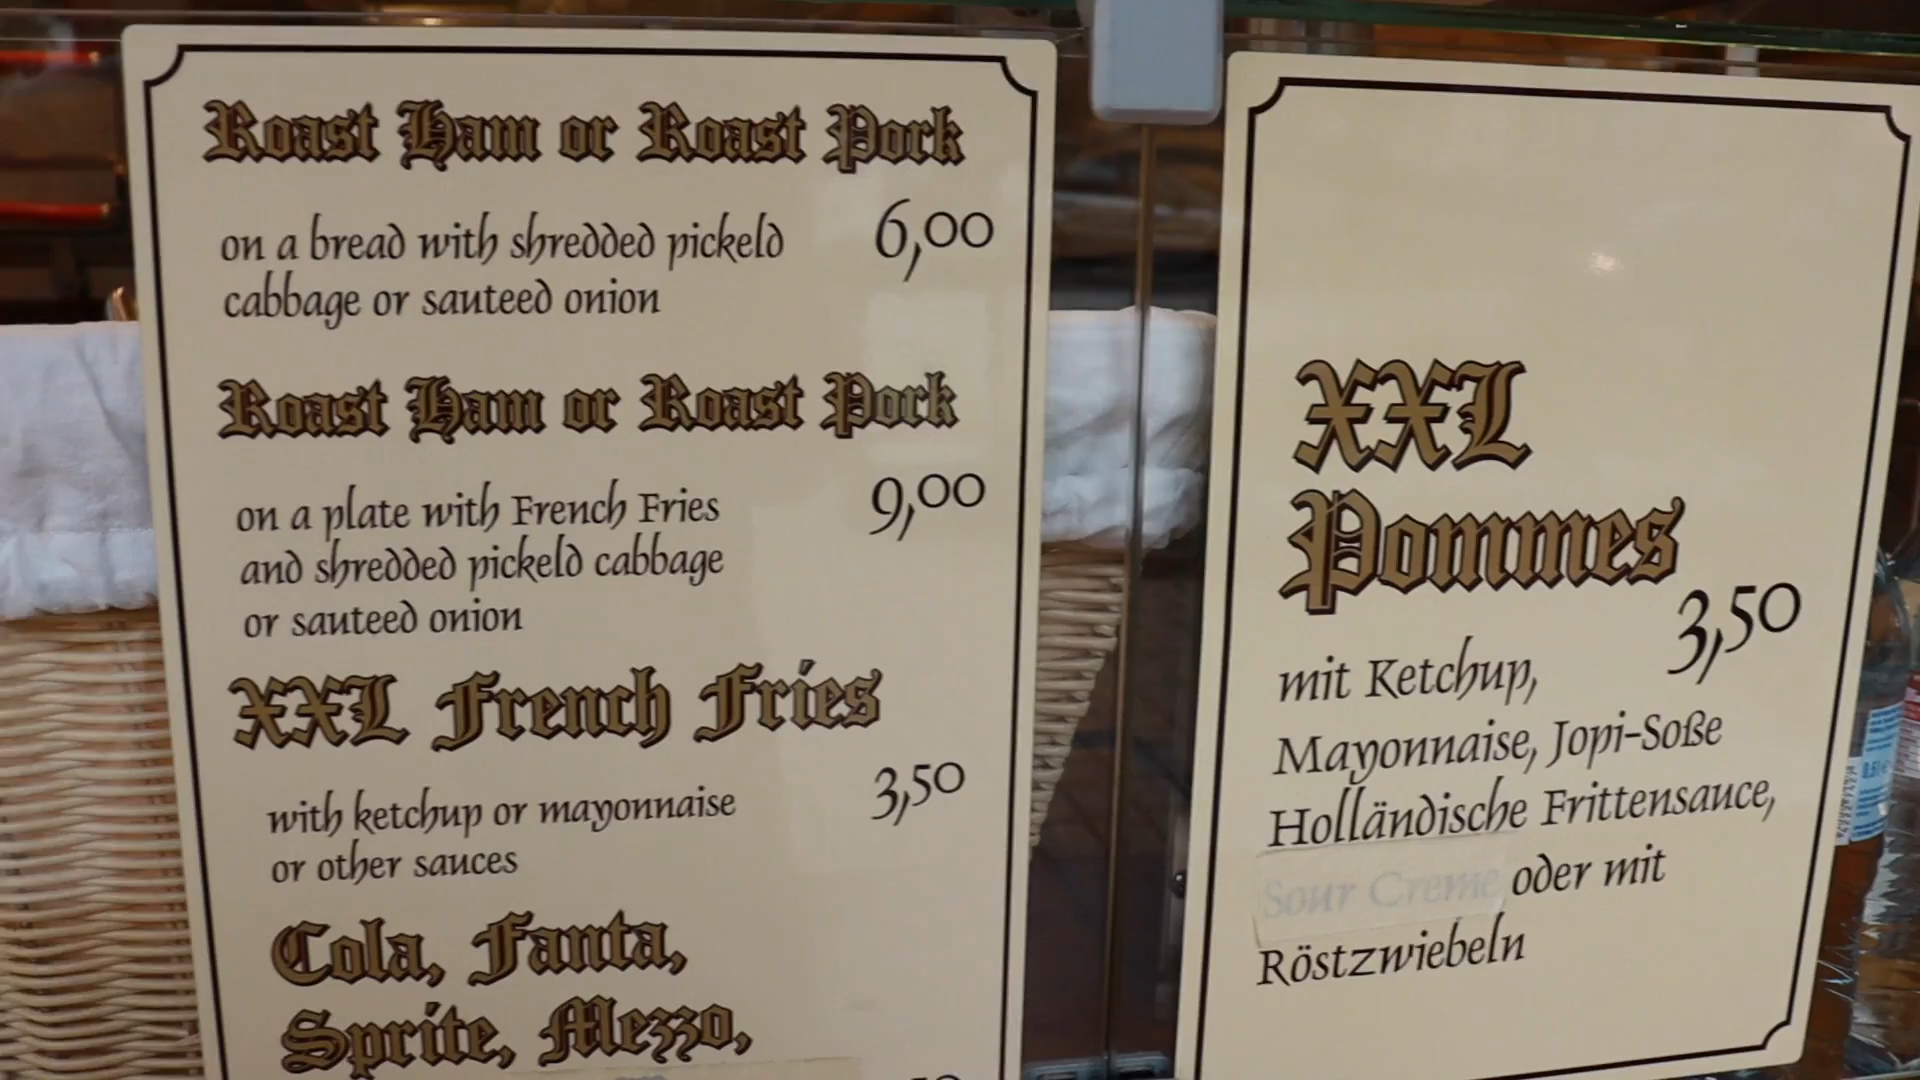 Roast Ham or Roast Pork
on a bread with shredded pickeld
cabbage or sauteed onion
6,00
Roast Ham or Roast Pork
on a plate with French Fries
and shredded pickeld cabbage
or sauteed onion
9,00
XXL French Fries
with ketchup or mayonnaise
or other sauces
3,50
Cola, Fanta,
Sprite, Mezzo,
XXL
Pommes
3,50
mit Ketchup,
Mayonnaise, Jopi-Soße
Holländische Frittensauce,
Sour Creme oder mit
Röstzwiebeln